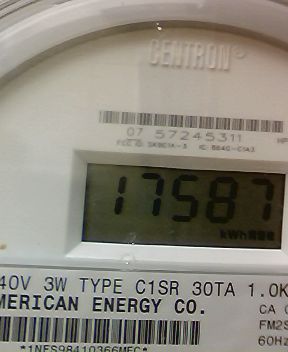 CENTRON®
07 57245311
17587
kWh
40V 3W TYPE C1SR 30TA 1.0K
MERICAN ENERGY CO.
CA
FM2S
60Hz